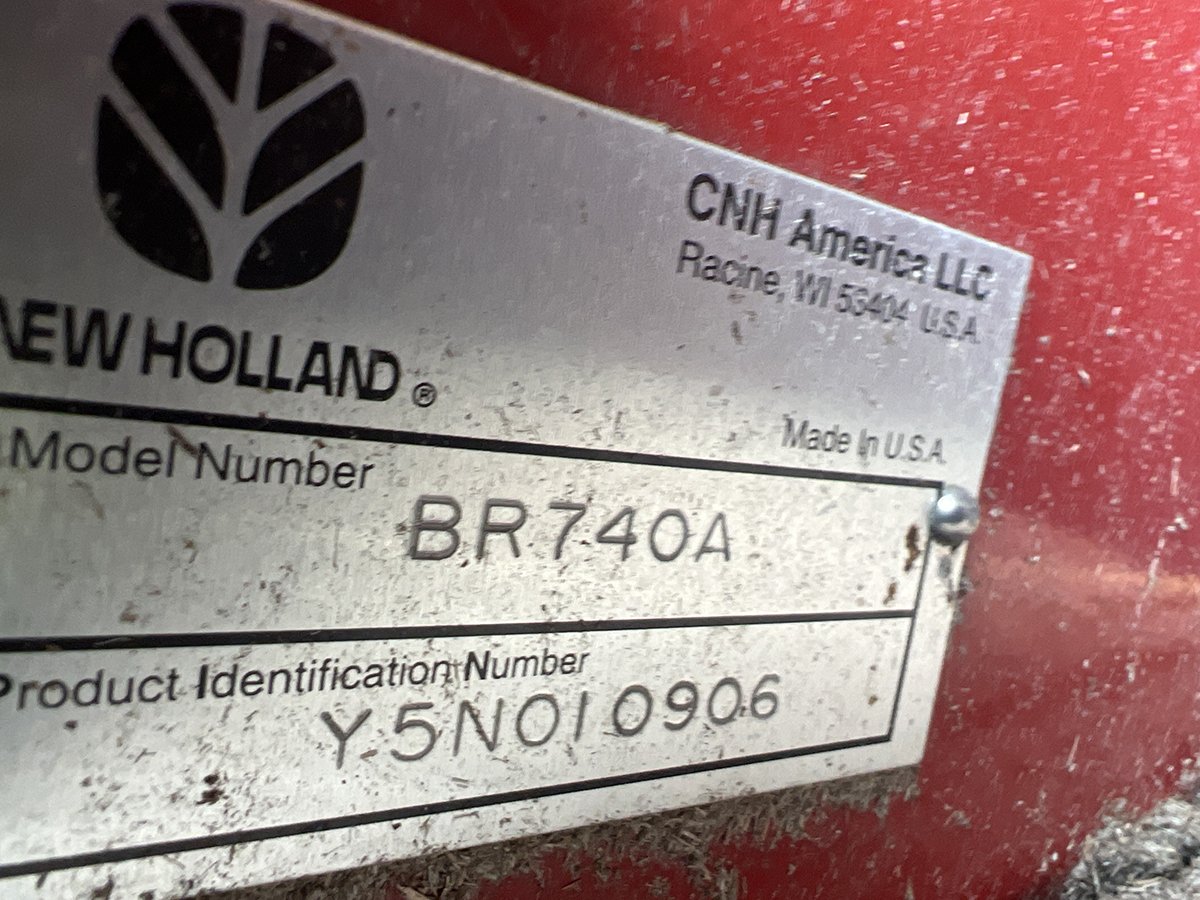 NEW HOLLAND®
CNH America LLC
Racine, WI 53404 U.S.A.
Made In U.S.A.
Model Number
BR740A
Product Identification Number
Y5N010906